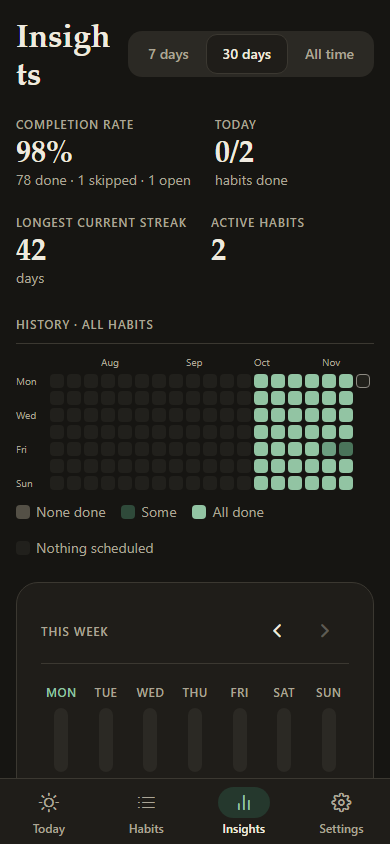 Insigh
ts
7 days
30 days
All time
COMPLETION RATE
98%
78 done · 1 skipped · 1 open
TODAY
0/2
habits done
LONGEST CURRENT STREAK
42
days
ACTIVE HABITS
2
HISTORY · ALL HABITS
Aug Sep Oct Nov
Mon
Wed
Fri
Sun
None done
Some
All done
Nothing scheduled
THIS WEEK
MON TUE WED THU FRI SAT SUN
Today
Habits
Insights
Settings